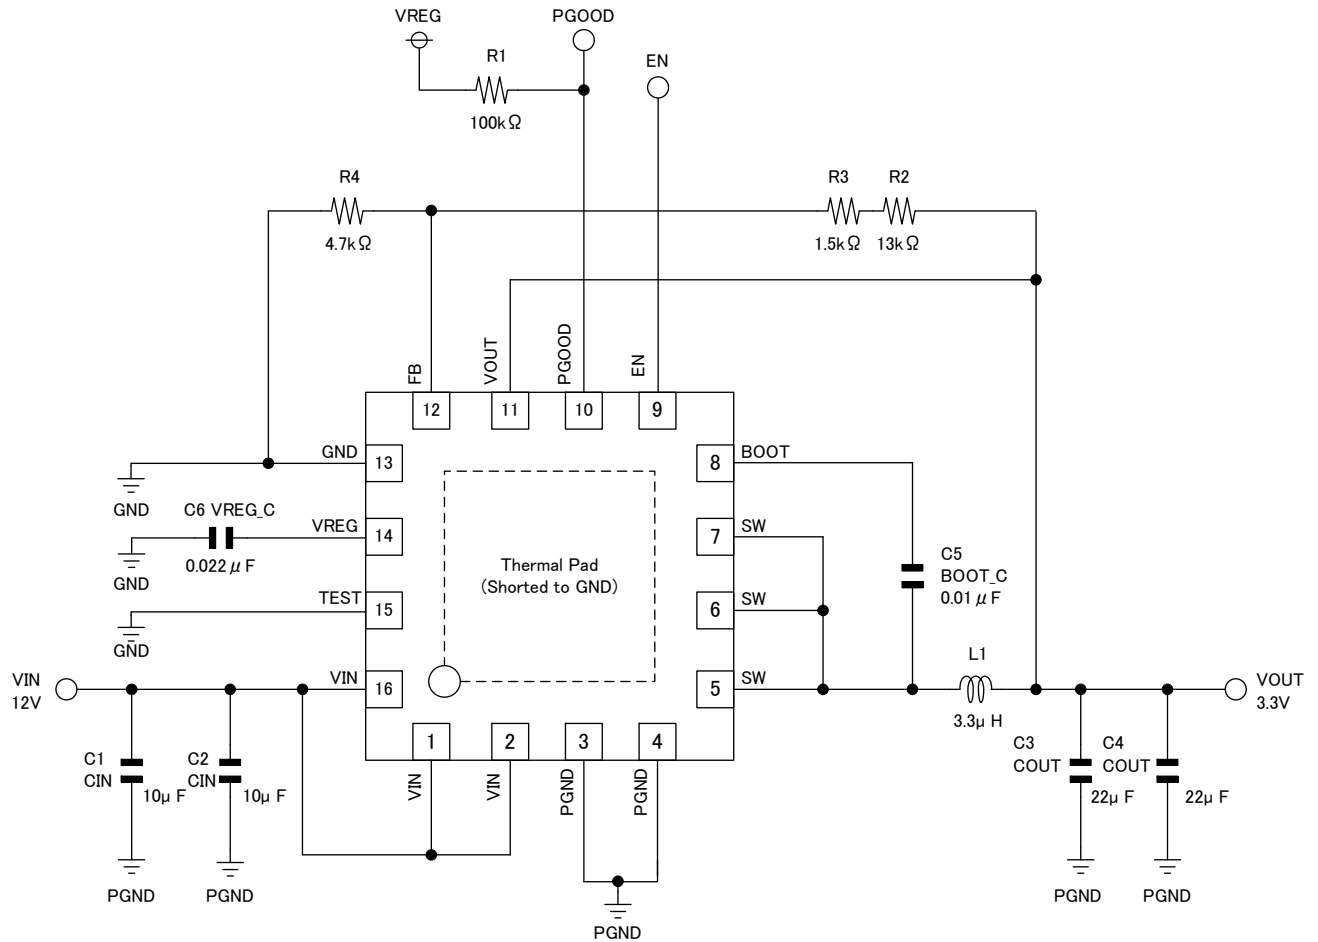 VREG
PGOOD
EN
R1
100kΩ
R4
4.7kΩ
R3
1.5kΩ
R2
13kΩ
FB
VOUT
PGOOD
EN
12
11
10
9
GND
13
GND
C6 VREG_C
0.022μF
VREG
14
GND
TEST
15
GND
VIN
12V
VIN
16
Thermal Pad
(Shorted to GND)
8
BOOT
7
SW
6
SW
5
SW
C5
BOOT_C
0.01μF
L1
3.3μH
VOUT
3.3V
1
2
3
4
VIN
VIN
PGND
PGND
C1
CIN
10μF
C2
CIN
10μF
C3
COUT
22μF
C4
COUT
22μF
PGND
PGND
PGND
PGND
PGND